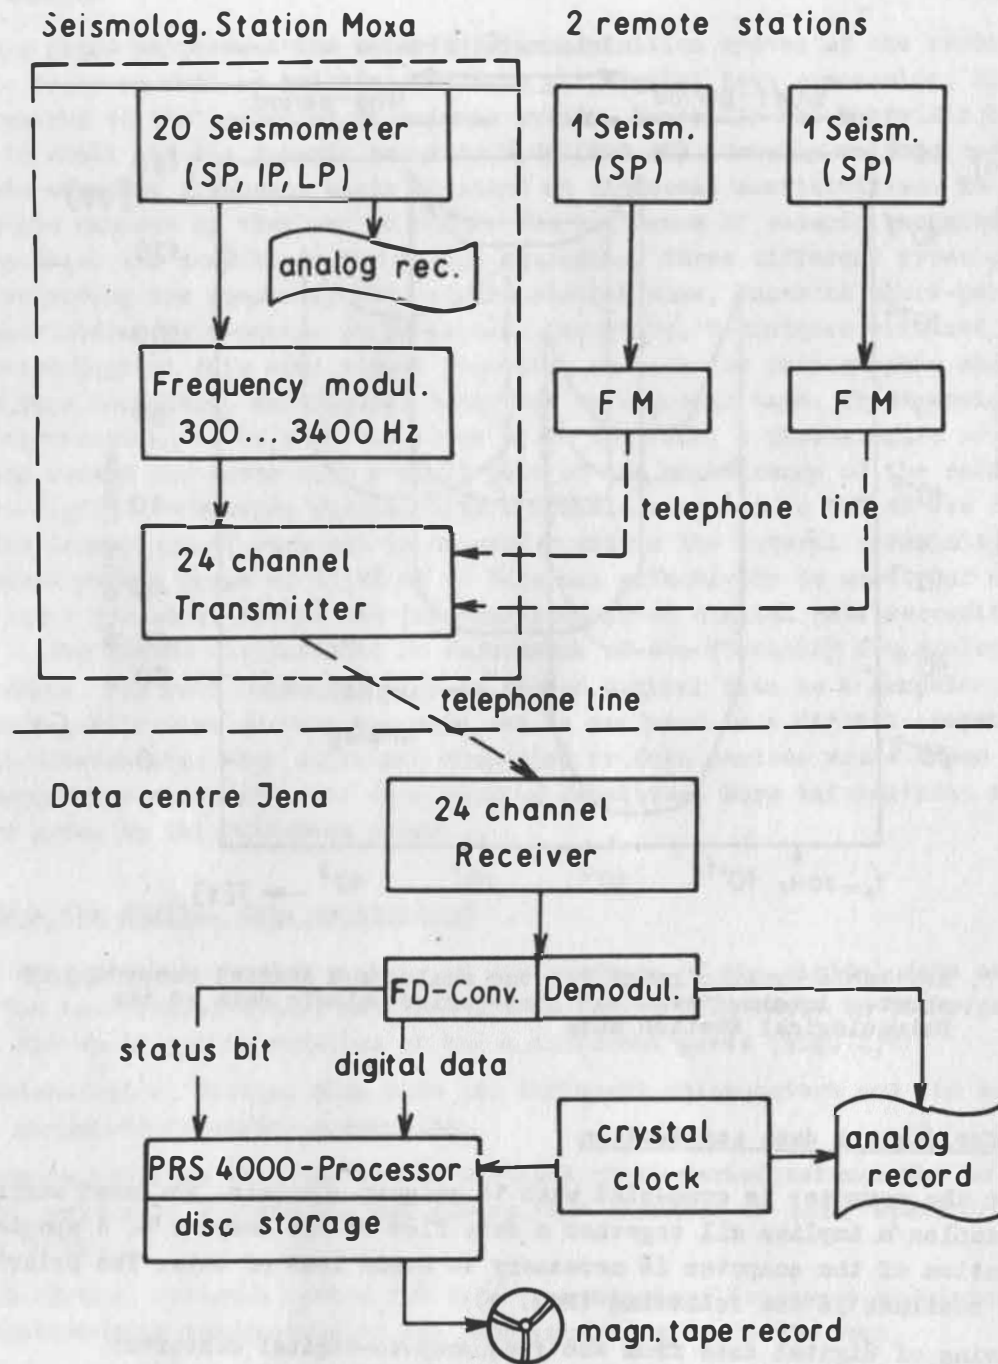 Seismolog. Station Moxa
2 remote stations
20 Seismometer
(SP, IP, LP)
1 Seism.
(SP)
1 Seism.
(SP)
analog rec.
Frequency modul.
300... 3400 Hz
FM
FM
telephone line
24 channel
Transmitter
telephone line
Data centre Jena
24 channel
Receiver
FD-Conv.
Demodul.
status bit
digital data
PRS 4000-Processor
disc storage
crystal
clock
analog
record
magn. tape record